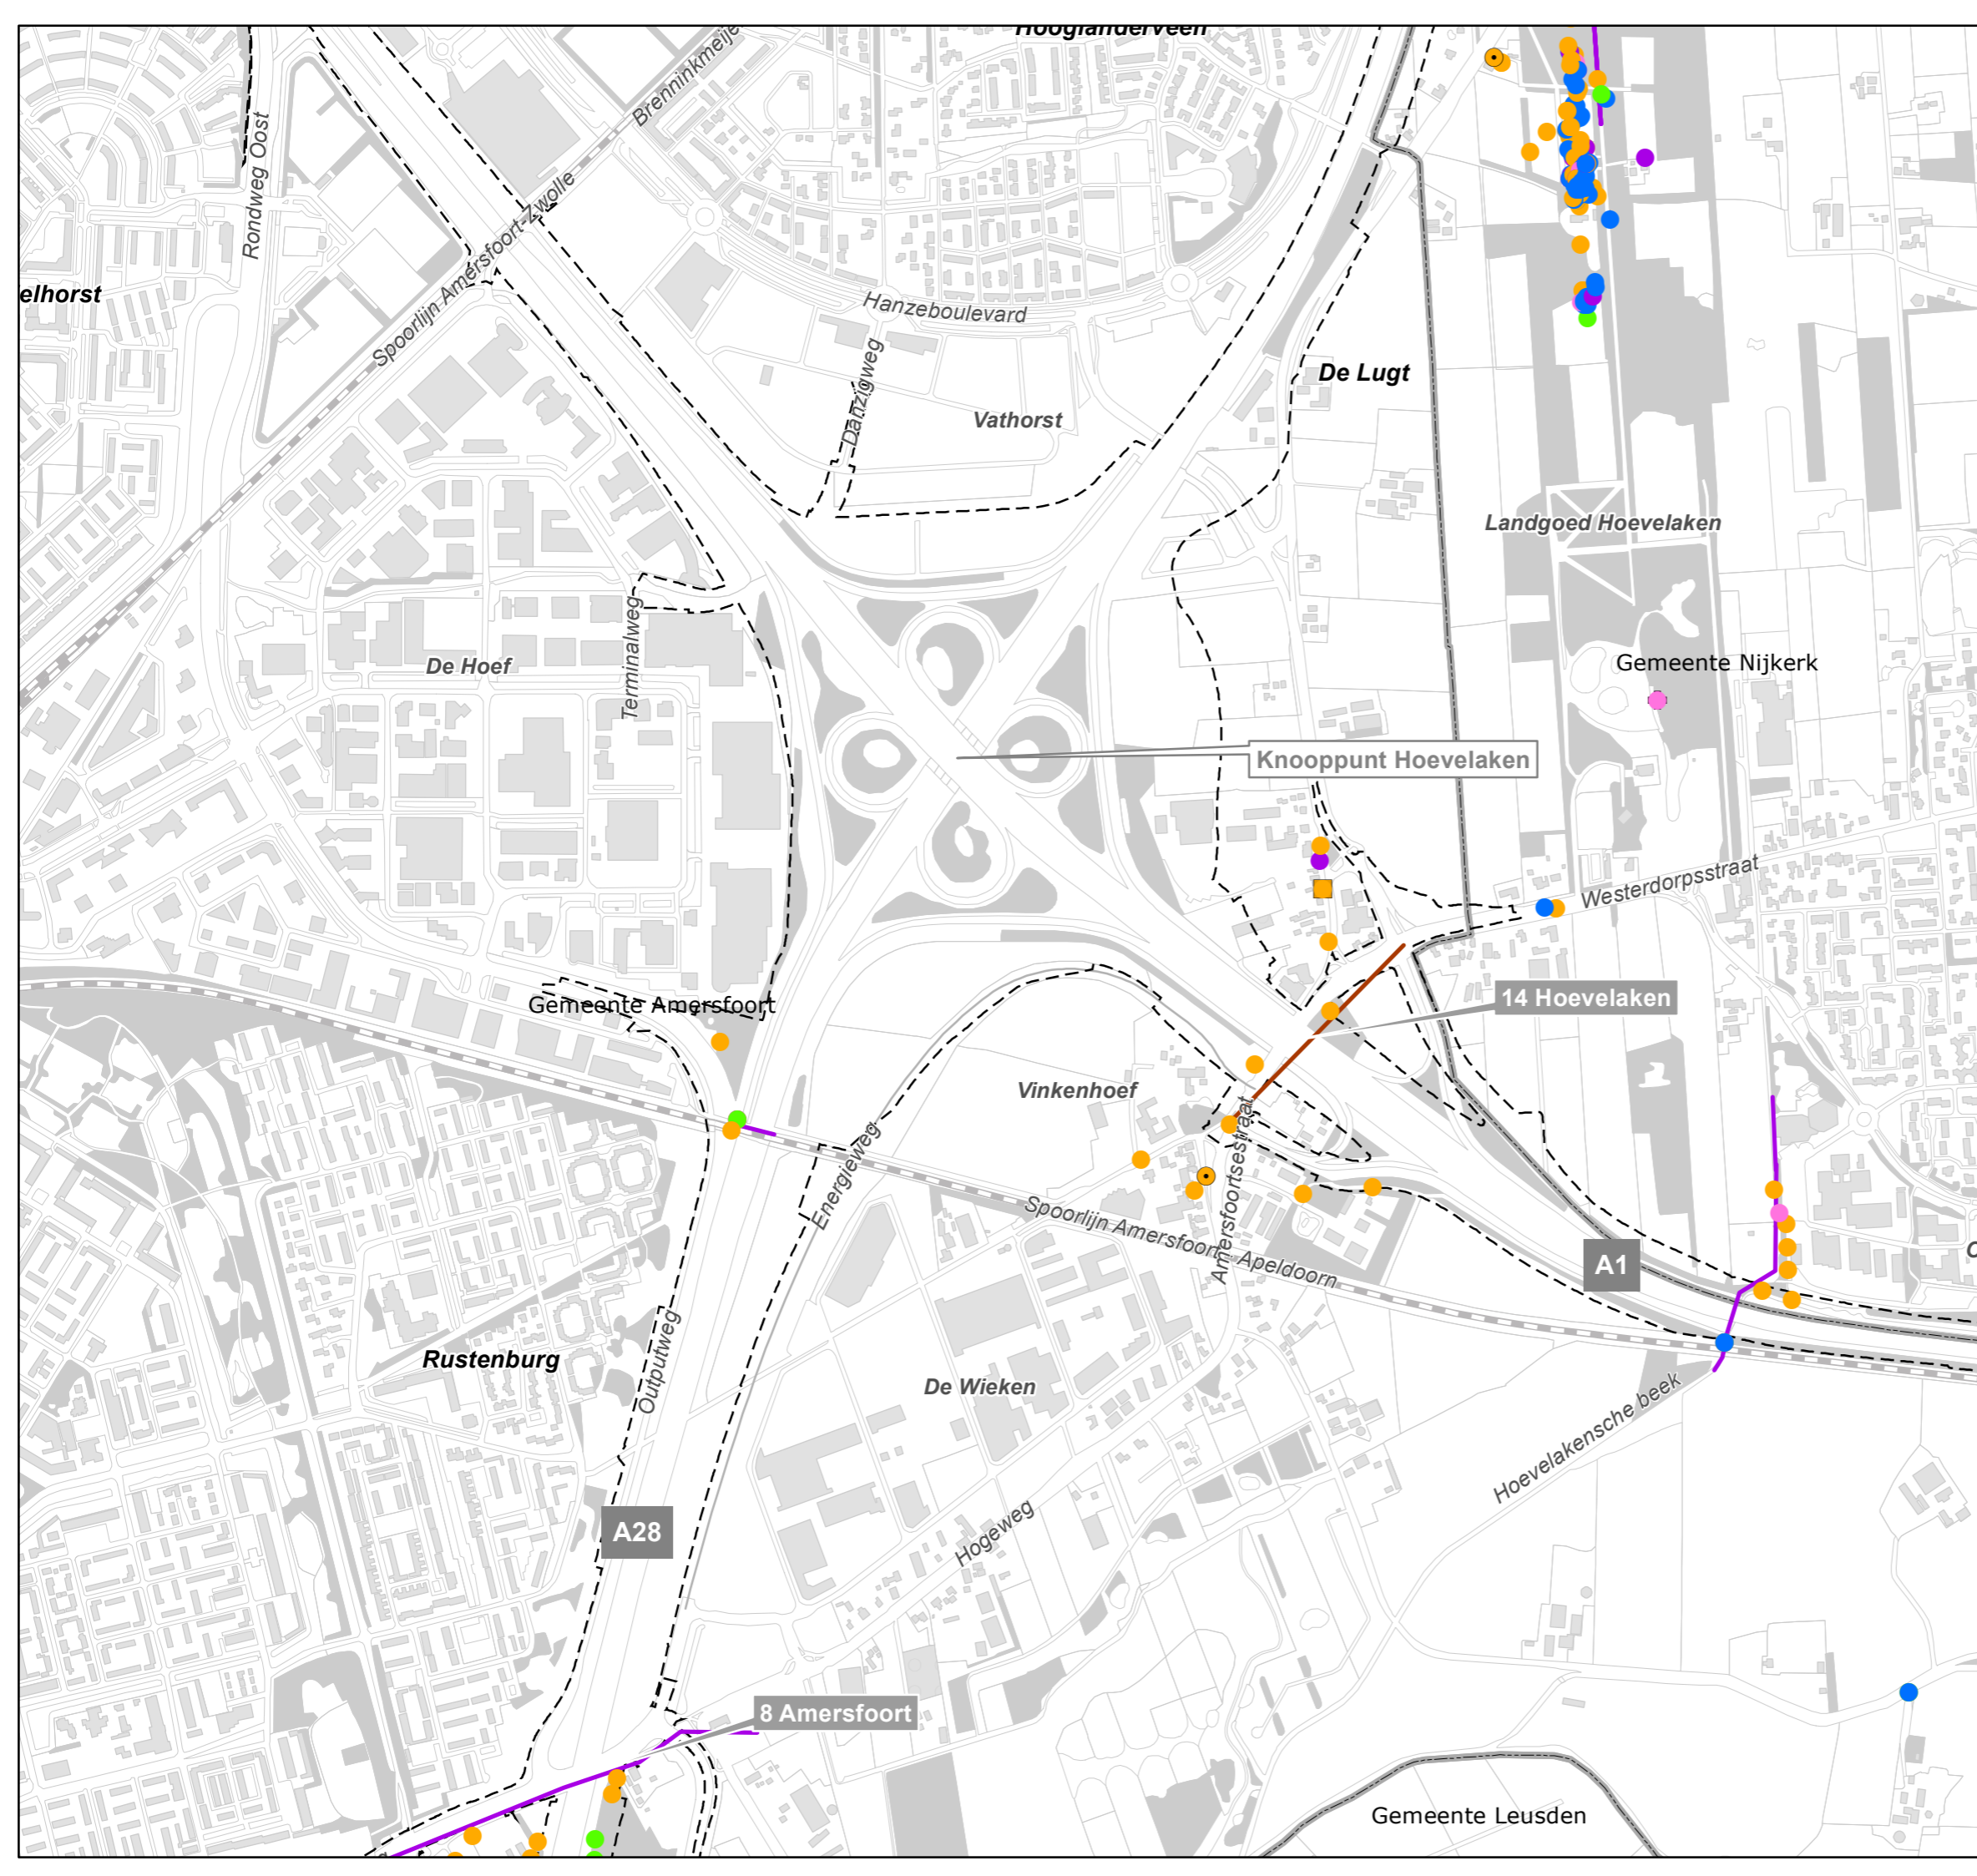 Hooglanderveen
Brenninkmeije
Rondweg Oost
Spoorlijn Amersfoort-Zwolle
elhorst
Hanzeboulevard
Danzigweg
De Lugt
Vathorst
Landgoed Hoevelaken
Terminalweg
De Hoef
Gemeente Nijkerk
Knooppunt Hoevelaken
Westerdorpsstraat
14 Hoevelaken
Gemeente Amersfoort
Vinkenhoef
Energieweg
Amersfoortsestraat
Spoorlijn Amersfoort - Apeldoorn
A1
Outputweg
Rustenburg
De Wieken
Hoevelakensche beek
A28
Hogeweg
8 Amersfoort
Gemeente Leusden